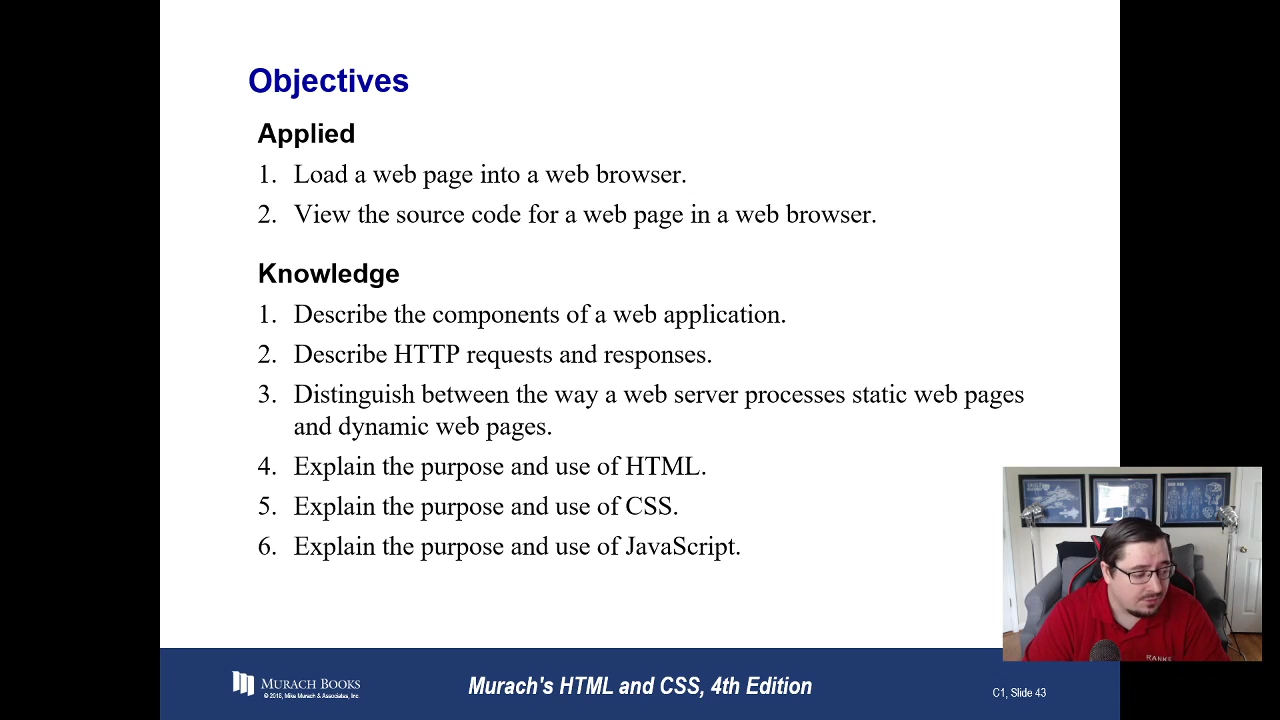 Objectives
Applied
1. Load a web page into a web browser.
2. View the source code for a web page in a web browser.
Knowledge
1. Describe the components of a web application.
2. Describe HTTP requests and responses.
3. Distinguish between the way a web server processes static web pages
and dynamic web pages.
4. Explain the purpose and use of HTML.
5. Explain the purpose and use of CSS.
6. Explain the purpose and use of JavaScript.
RANKE
MURACH BOOKS
© 2018, Mike Murach & Associates, Inc.
Murach's HTML and CSS, 4th Edition
C1, Slide 43